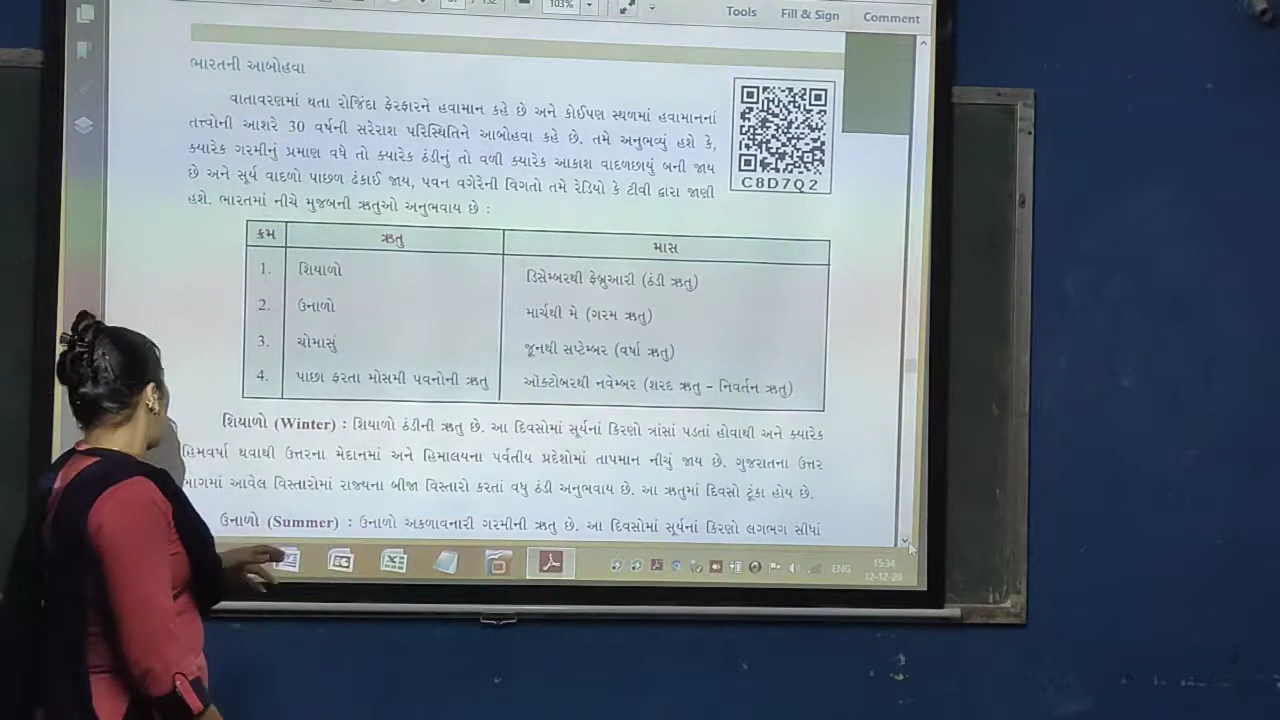 103%
Tools Fill & Sign Comment
ભારતની આબોહવા
વાતાવરણમાં થતા રોજિંદા ફેરફારને હવામાન કહે છે અને કોઈપણ સ્થળમાં હવામાનનાં
તત્ત્વોની આશરે 30 વર્ષની સરેરાશ પરિસ્થિતિને આબોહવા કહે છે. તમે અનુભવ્યું હશે કે,
ક્યારેક ગરમીનું પ્રમાણ વધે તો ક્યારેક ઠંડીનું તો વળી ક્યારેક આકાશ વાદળછાયું બની જાય
છે અને સૂર્ય વાદળો પાછળ ઢંકાઈ જાય, પવન વગેરેની વિગતો તમે રેડિયો કે ટીવી દ્વારા જાણી
હશે. ભારતમાં નીચે મુજબની ઋતુઓ અનુભવાય છે :
C8D7Q2
ક્રમ ઋતુ માસ
1. શિયાળો ડિસેમ્બરથી ફેબ્રુઆરી (ઠંડી ઋતુ)
2. ઉનાળો માર્ચથી મે (ગરમ ઋતુ)
3. ચોમાસું જૂનથી સપ્ટેમ્બર (વર્ષા ઋતુ)
4. પાછા ફરતા મોસમી પવનોની ઋતુ ઑક્ટોબરથી નવેમ્બર (શરદ ઋતુ – નિવર્તન ઋતુ)
શિયાળો (Winter) : શિયાળો ઠંડીની ઋતુ છે. આ દિવસોમાં સૂર્યનાં કિરણો ત્રાંસાં પડતાં હોવાથી અને ક્યારેક
હિમવર્ષા થવાથી ઉત્તરના મેદાનમાં અને હિમાલયના પર્વતીય પ્રદેશોમાં તાપમાન નીચું જાય છે. ગુજરાતના ઉત્તર
ભાગમાં આવેલ વિસ્તારોમાં રાજ્યના બીજા વિસ્તારો કરતાં વધુ ઠંડી અનુભવાય છે. આ ઋતુમાં દિવસો ટૂંકા હોય છે.
ઉનાળો (Summer) : ઉનાળો અકળાવનારી ગરમીની ઋતુ છે. આ દિવસોમાં સૂર્યનાં કિરણો લગભગ સીધાં
ENG
15:34
12-12-20